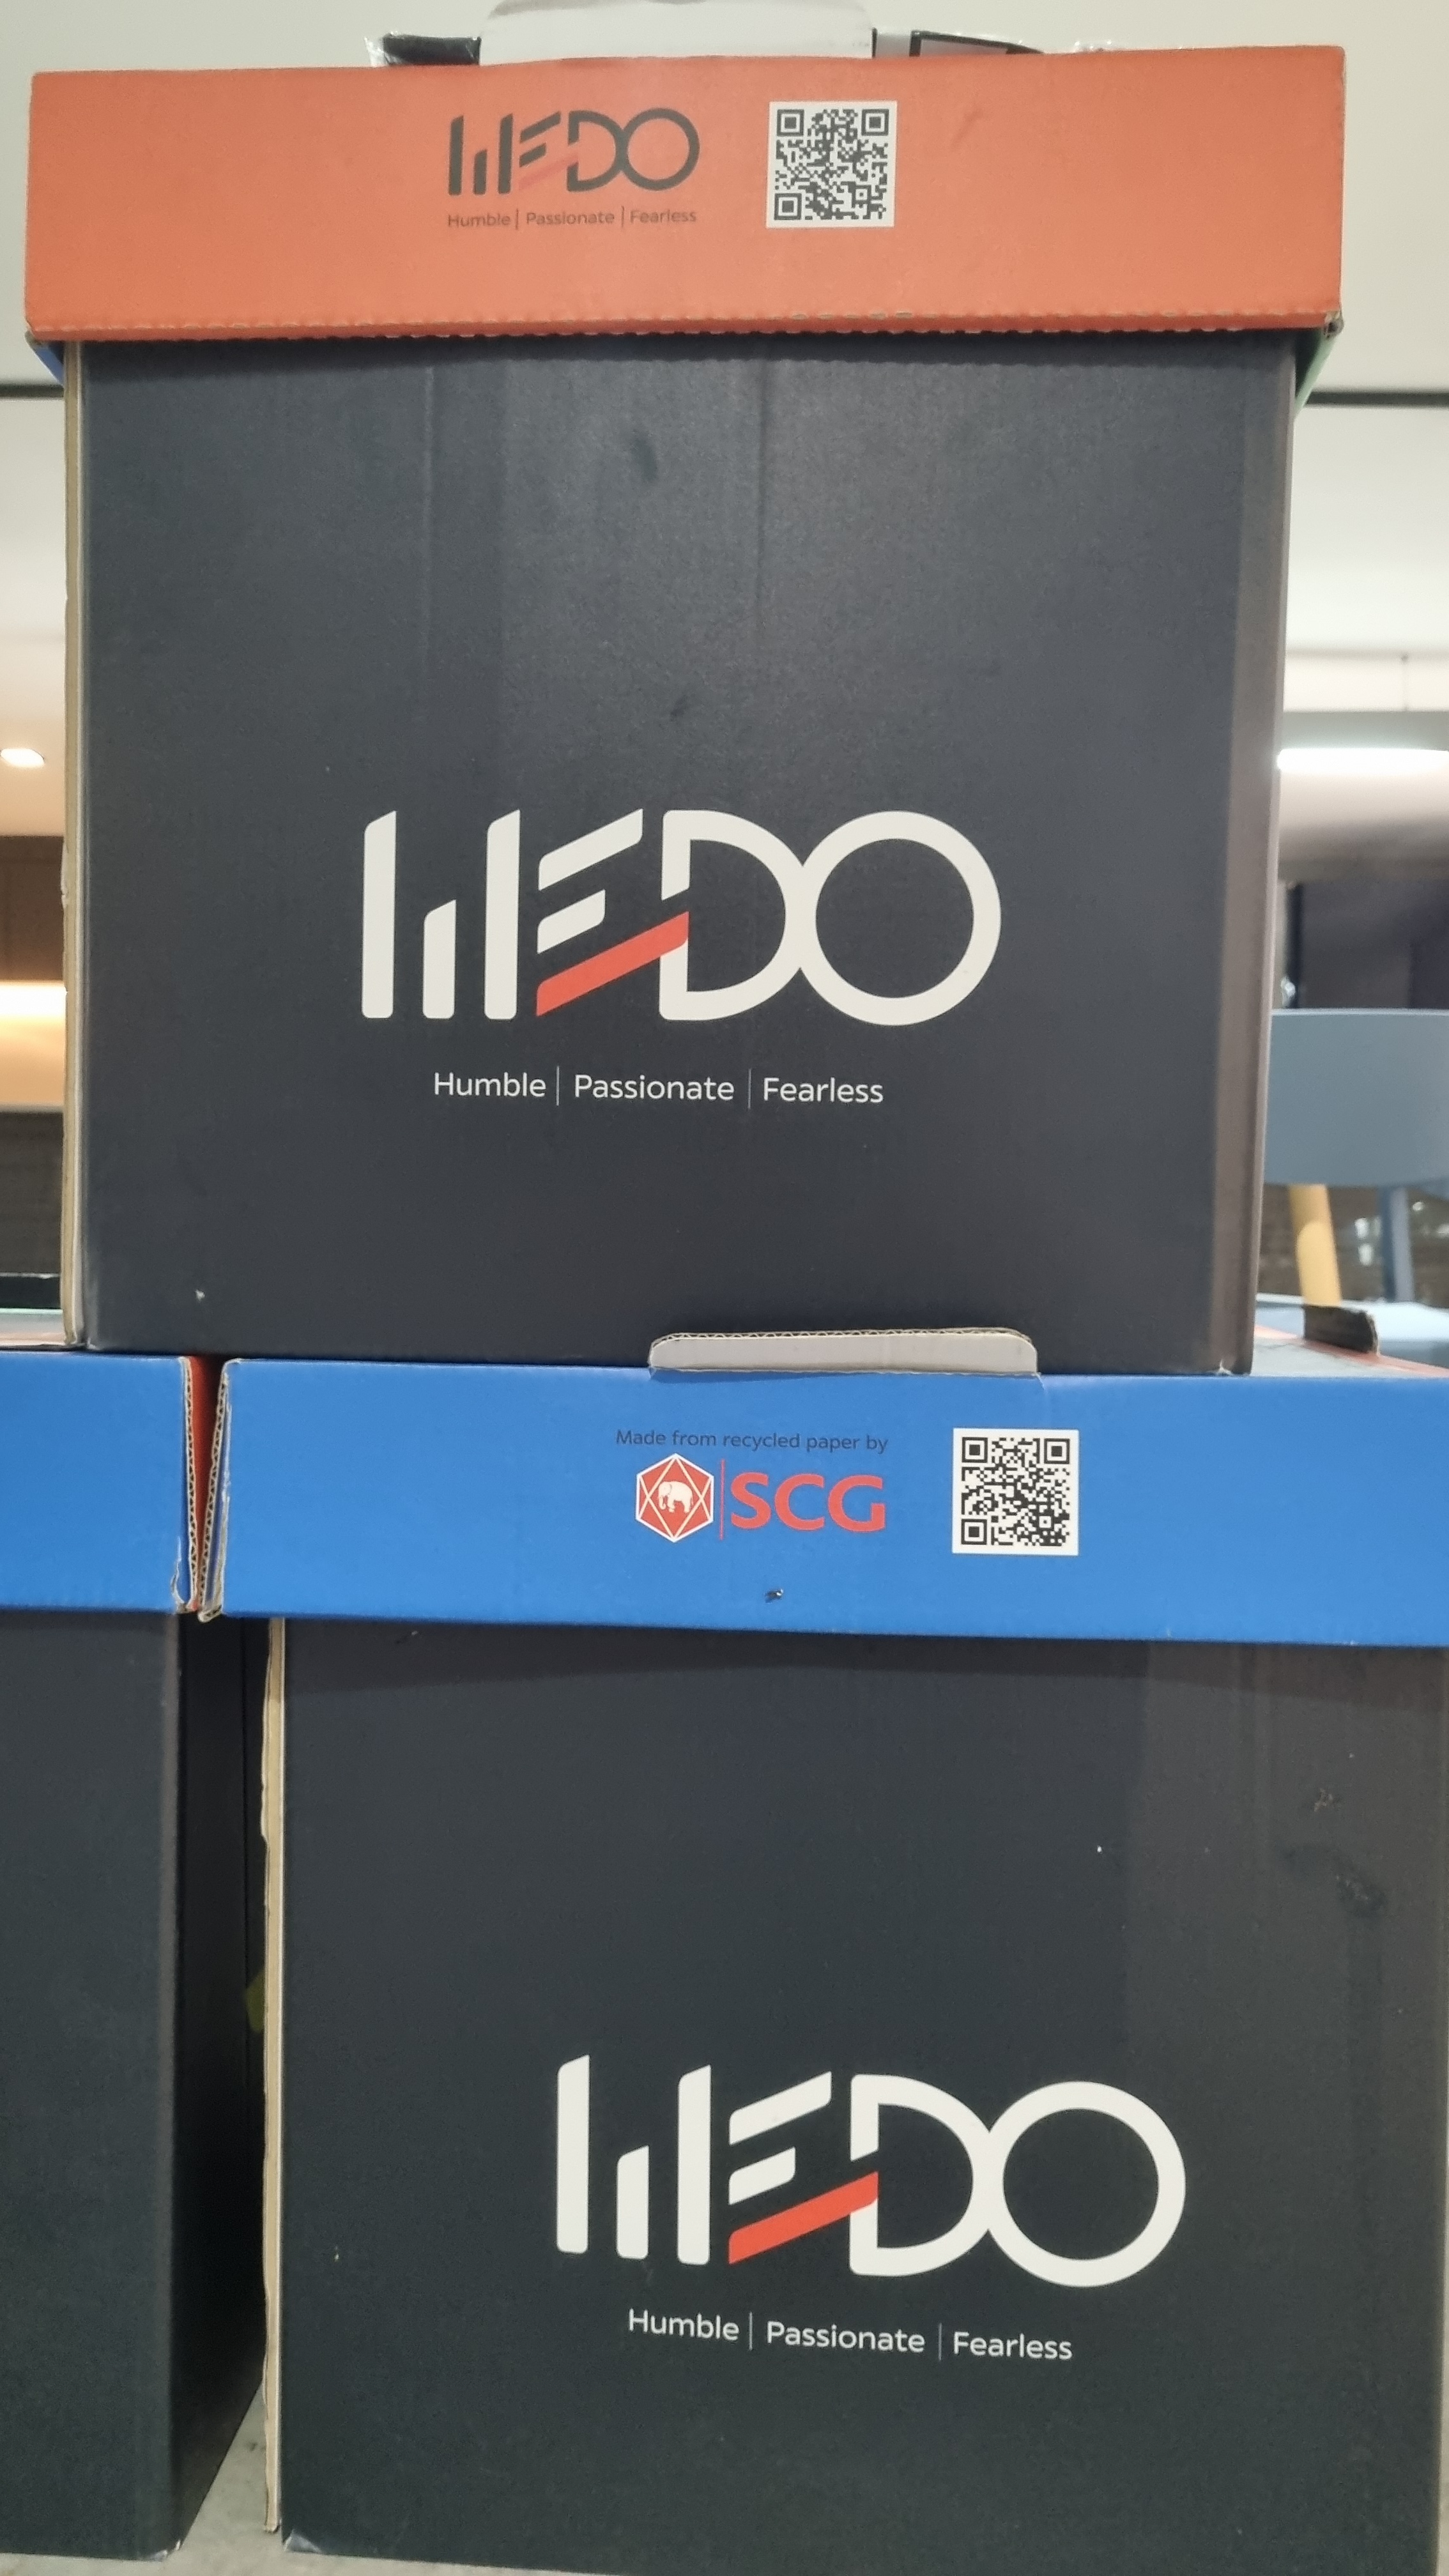 WEDO
Humble | Passionate | Fearless
WEDO
Humble | Passionate | Fearless
Made from recycled paper by
SCG
WEDO
Humble | Passionate | Fearless